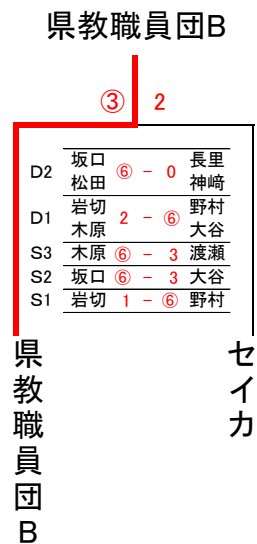 県教職員団B
③ 2
D2 坂口 松田 ⑥ − 0 長里 神﨑
D1 岩切 木原 2 − ⑥ 野村 大谷
S3 木原 ⑥ − 3 渡瀬
S2 坂口 ⑥ − 3 大谷
S1 岩切 1 − ⑥ 野村
県教職員団B
セイカ